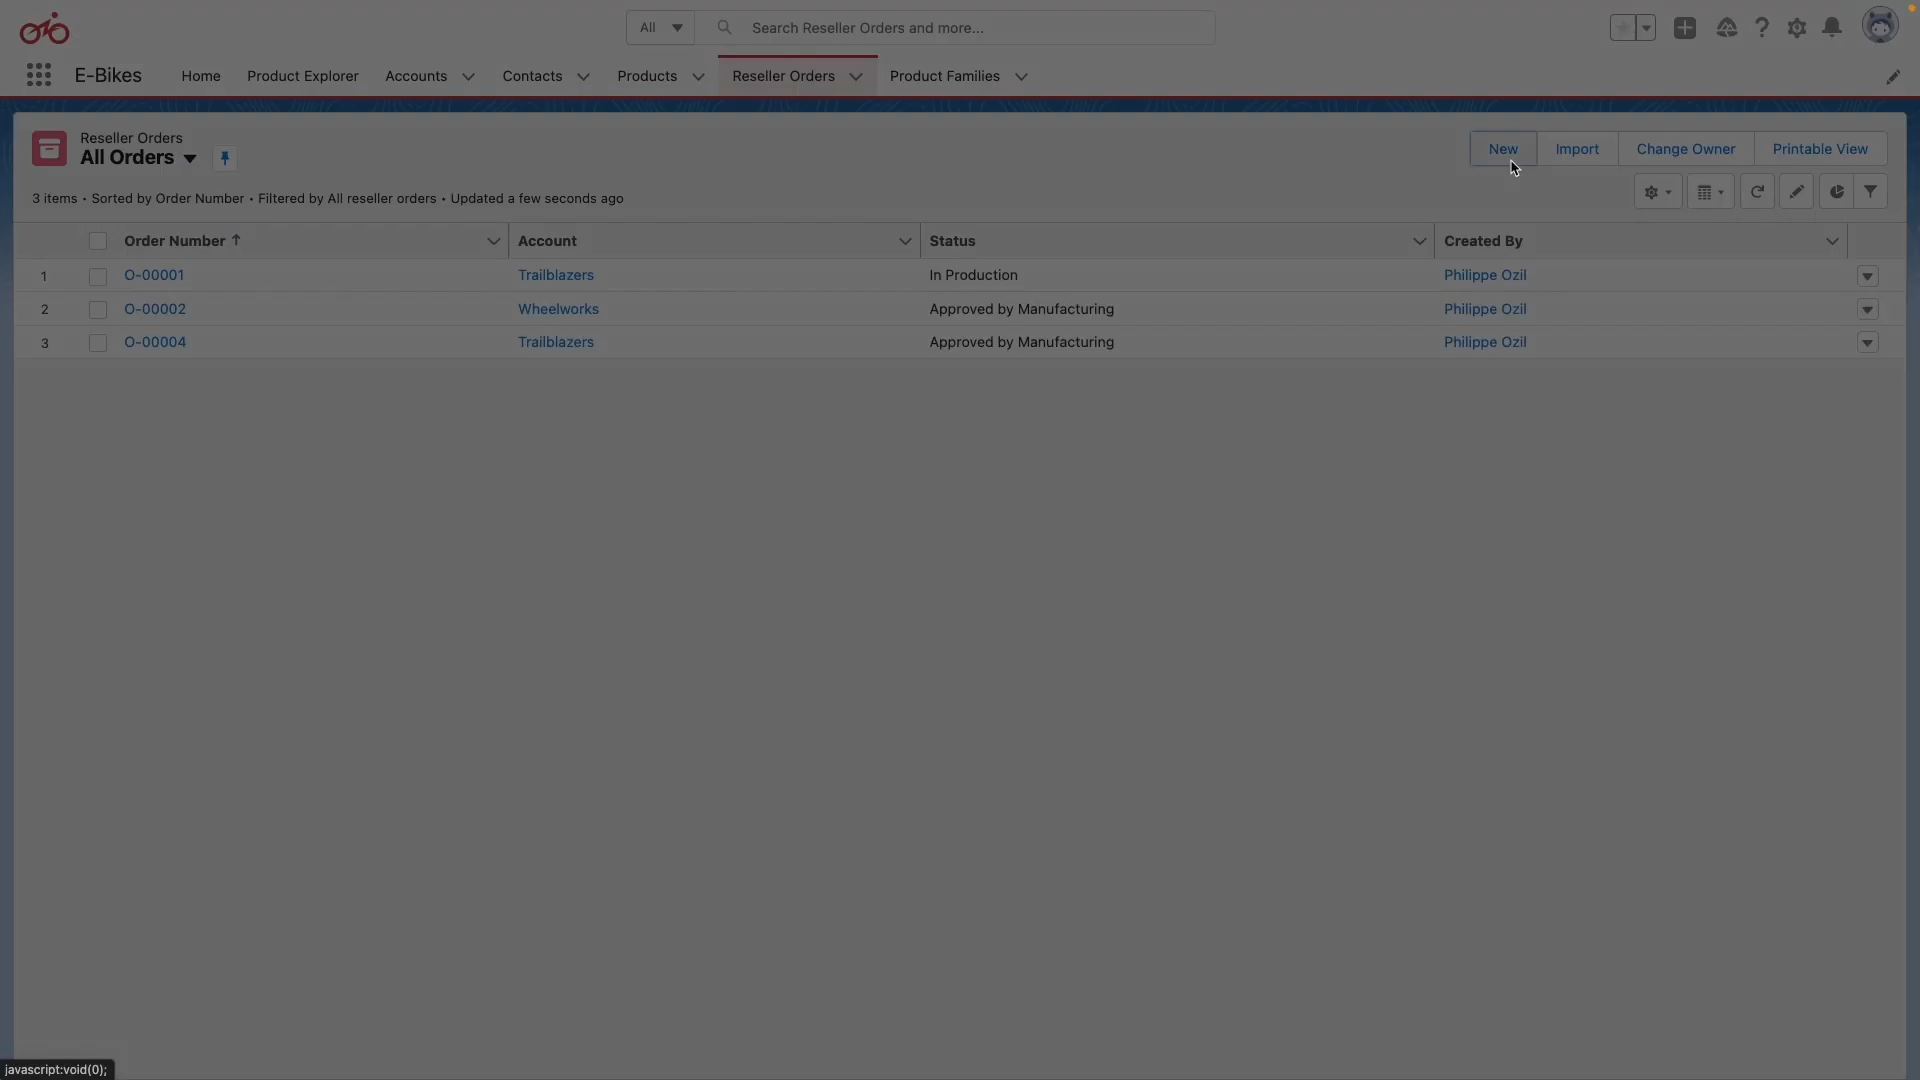 All
Search Reseller Orders and more...
E-Bikes
Home
Product Explorer
Accounts
Contacts
Products
Reseller Orders
Product Families
Reseller Orders
All Orders
New
Import
Change Owner
Printable View
3 items • Sorted by Order Number • Filtered by All reseller orders • Updated a few seconds ago
Order Number ↑
Account
Status
Created By
1 O-00001 Trailblazers In Production Philippe Ozil
2 O-00002 Wheelworks Approved by Manufacturing Philippe Ozil
3 O-00004 Trailblazers Approved by Manufacturing Philippe Ozil
javascript:void(0);